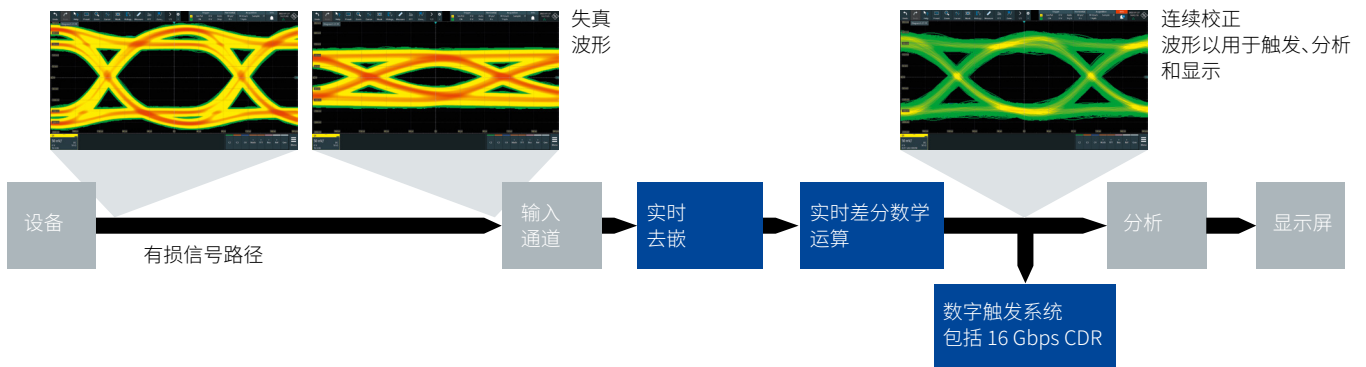 失真
波形
连续校正
波形以用于触发、分析
和显示
设备
有损信号路径
输入
通道
实时
去嵌
实时差分数学
运算
分析
显示屏
数字触发系统
包括 16 Gbps CDR